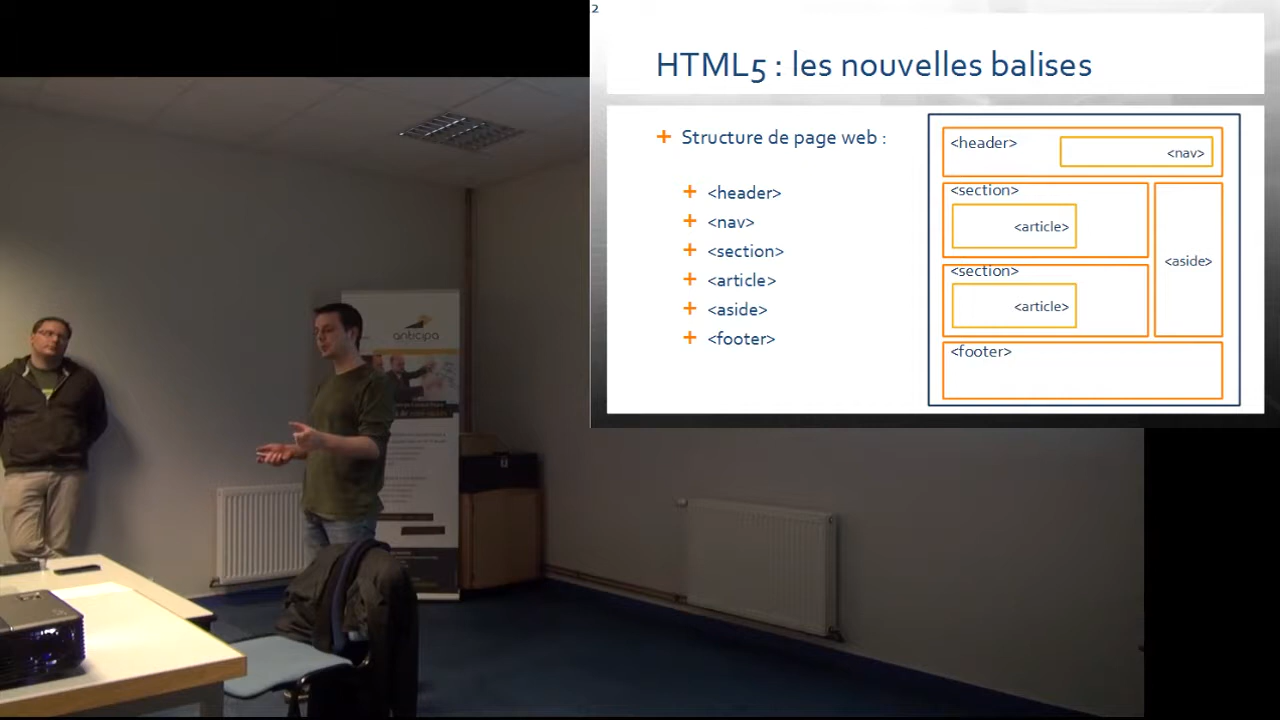 2
HTML5 : les nouvelles balises
Structure de page web :
<header>
<nav>
<section>
<article>
<aside>
<footer>
<header>
<nav>
<section>
<article>
<aside>
<section>
<article>
<footer>
anticipa